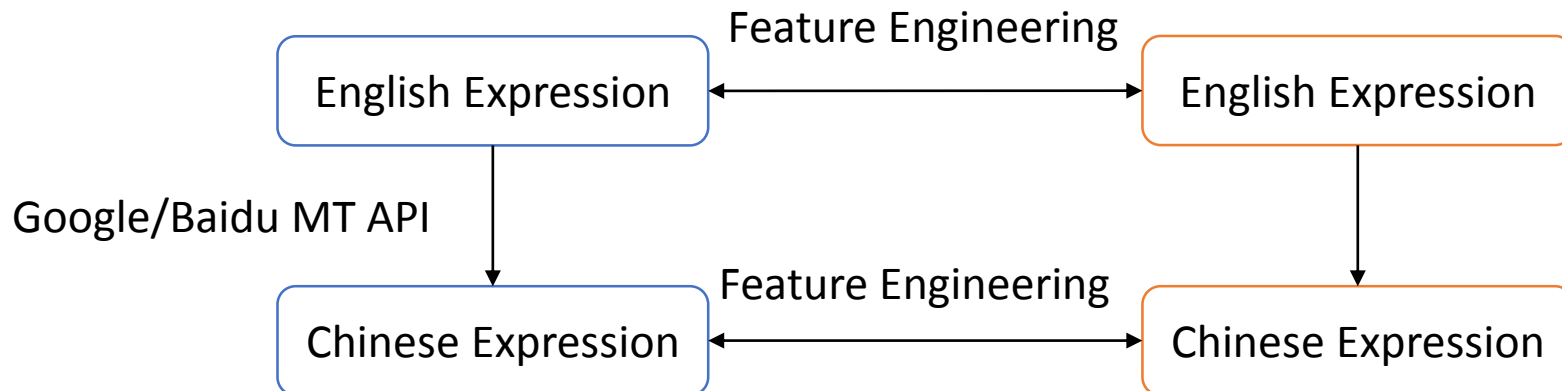 Feature Engineering
English Expression
English Expression
Google/Baidu MT API
Feature Engineering
Chinese Expression
Chinese Expression